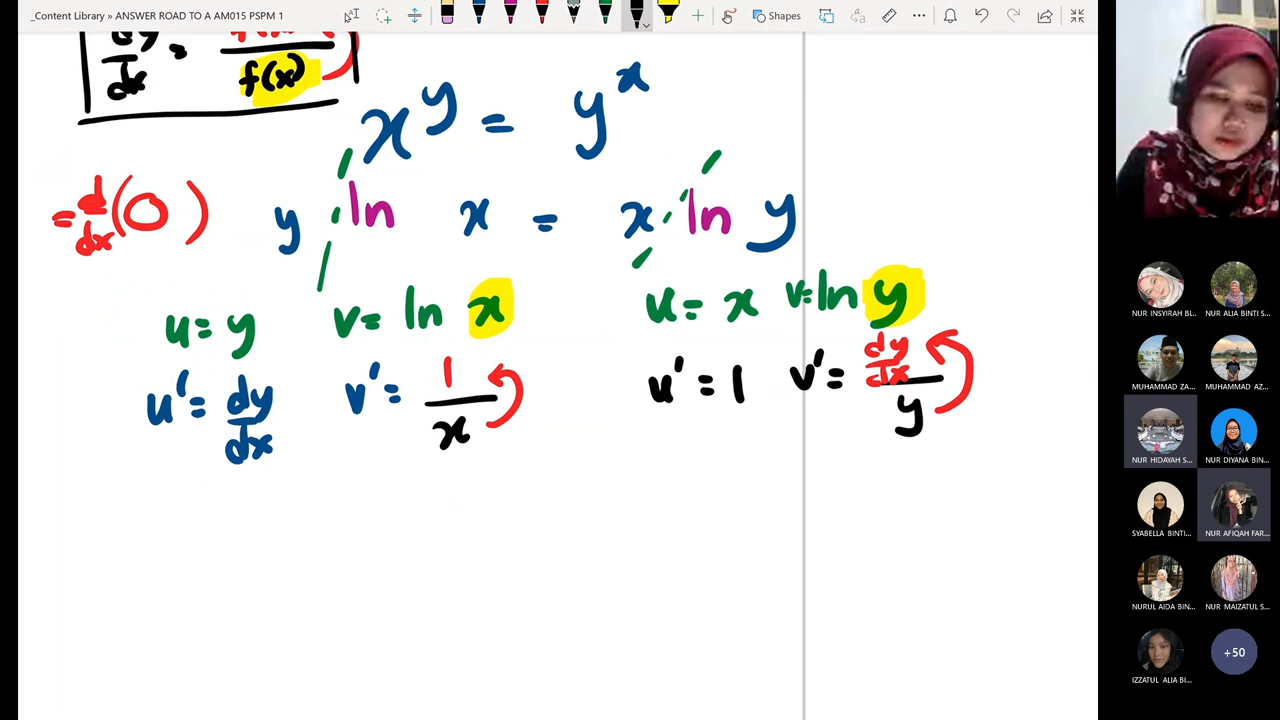 _Content Library » ANSWER ROAD TO A AM015 PSPM 1
Shapes
dy/dx = / f(x)
x^y = y^x
= d/dx (0)
y ln x = x ln y
u = y v = ln x u = x v = ln y
u' = dy/dx v' = 1/x u' = 1 v' = dy/dx / y
NUR INSYIRAH BI... NUR ALIA BINTI S...
MUHAMMAD ZA... MUHAMMAD AZ...
NUR HIDAYAH S... NUR DIYANA BIN...
SYABELLA BINTI... NUR AFIQAH FAR...
NURUL AIDA BIN... NUR MAIZATUL S...
IZZATUL ALIA BI... +50